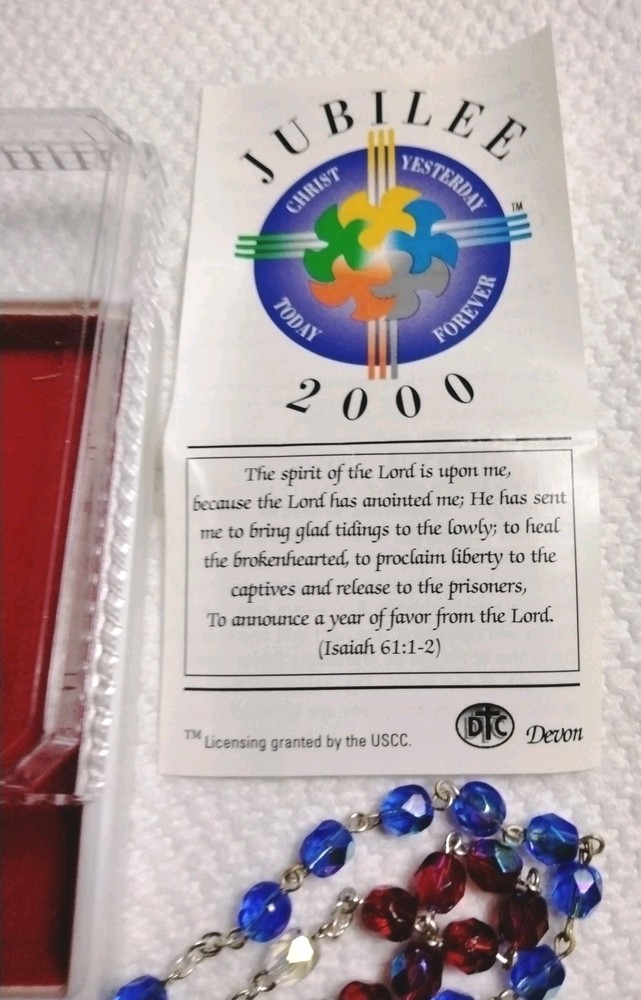 JUBILEE
CHRIST YESTERDAY
TM
TODAY FOREVER
2000
The spirit of the Lord is upon me,
because the Lord has anointed me; He has sent
me to bring glad tidings to the lowly; to heal
the brokenhearted, to proclaim liberty to the
captives and release to the prisoners,
To announce a year of favor from the Lord.
(Isaiah 61:1-2)
TM Licensing granted by the USCC.
DTC Devon